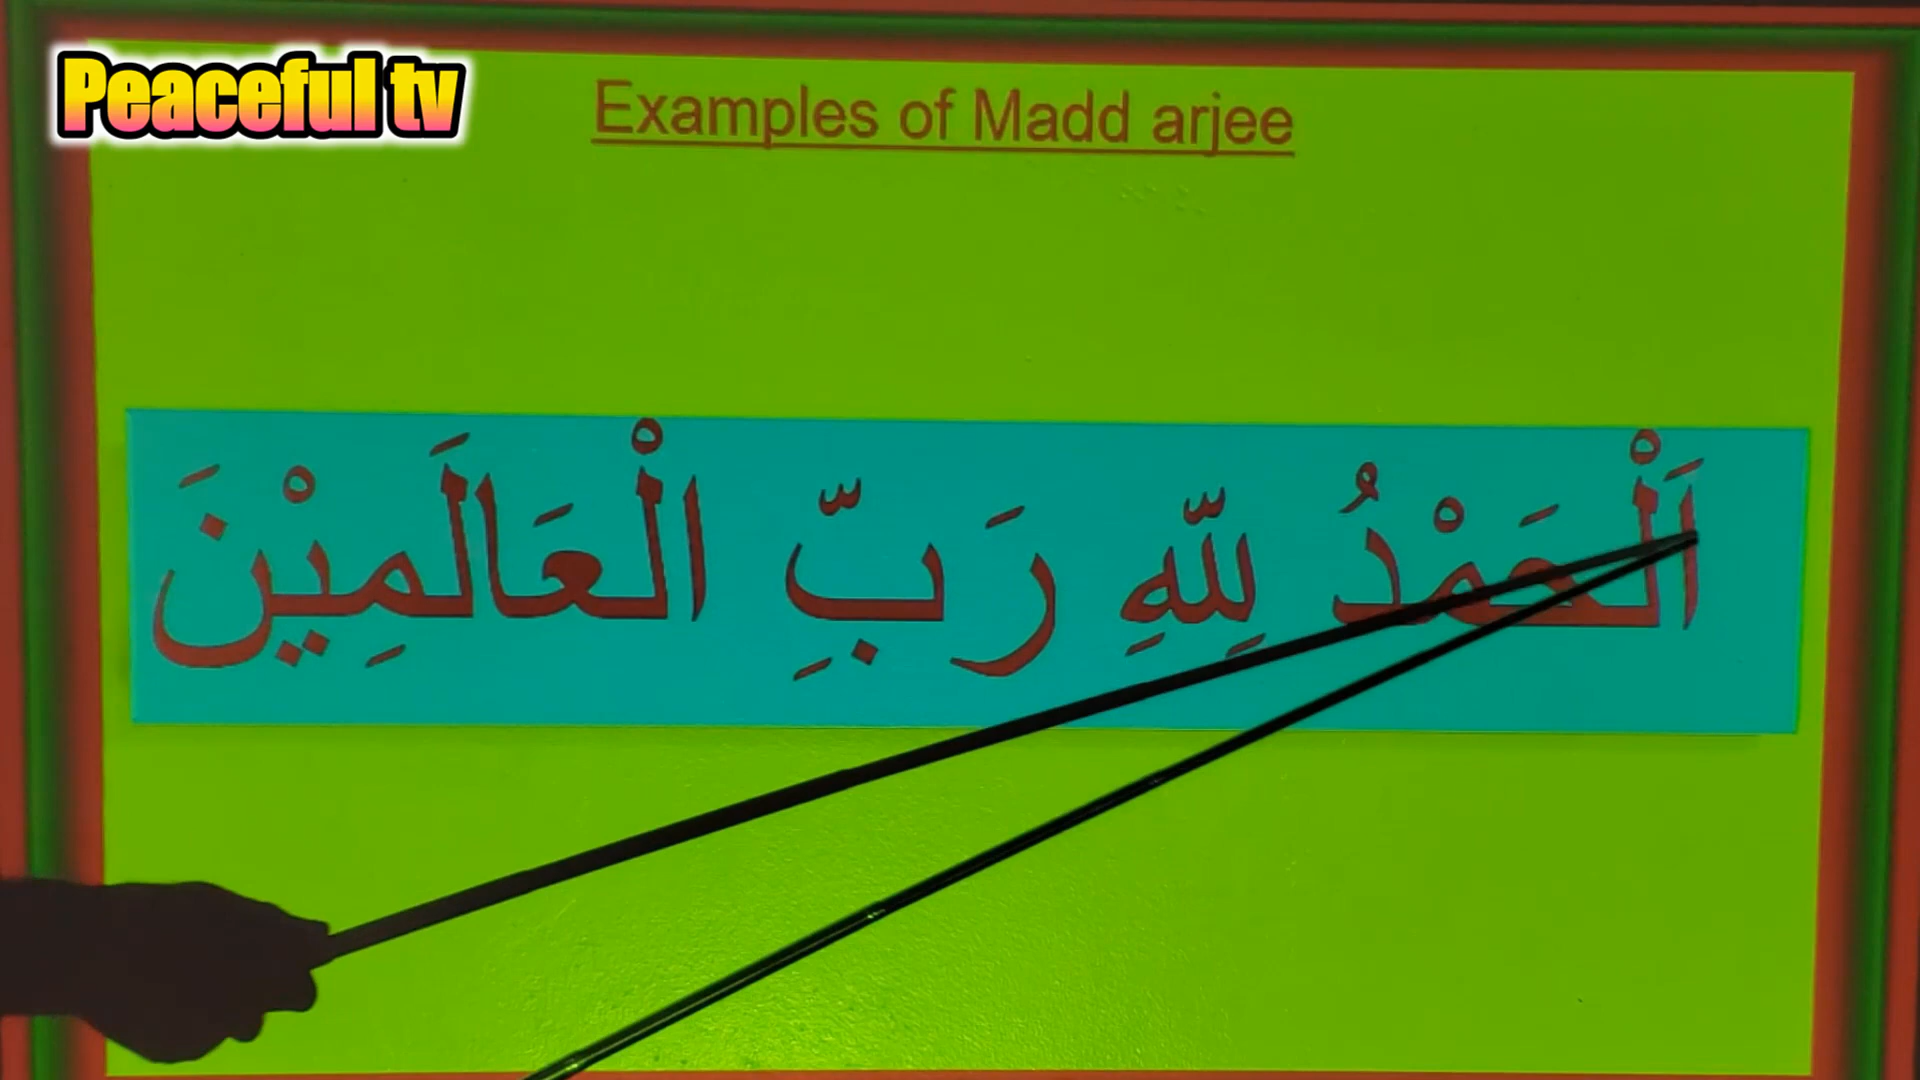 Peaceful tv
Examples of Madd arjee
اَلْحَمْدُ لِلّٰهِ رَبِّ الْعَالَمِيْنَ